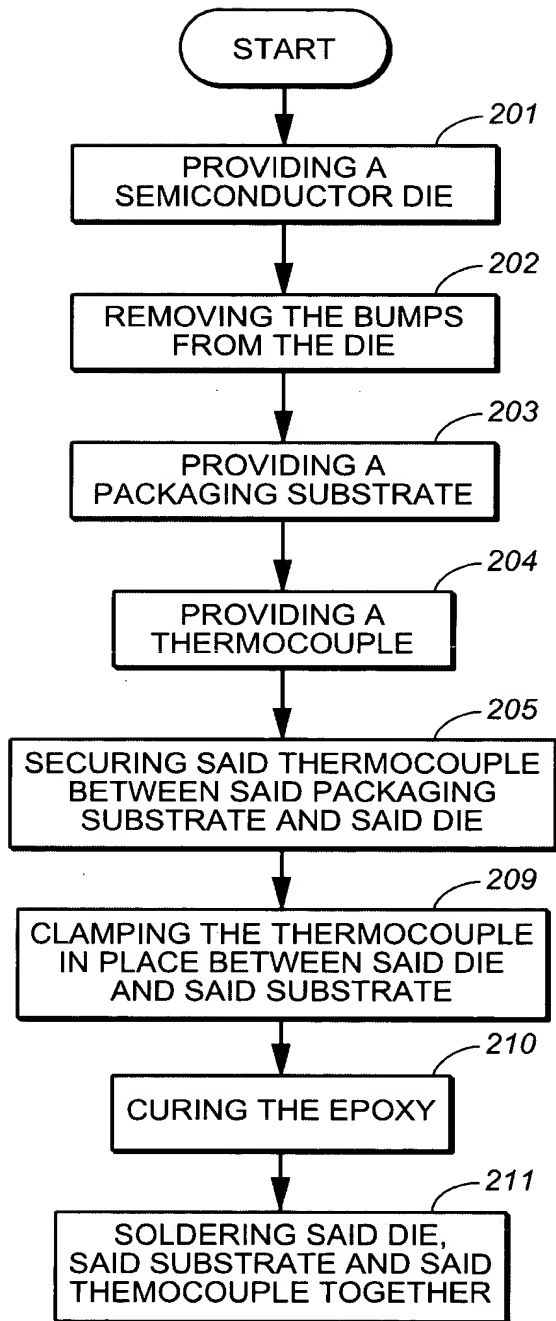 START
201
PROVIDING A
SEMICONDUCTOR DIE
202
REMOVING THE BUMPS
FROM THE DIE
203
PROVIDING A
PACKAGING SUBSTRATE
204
PROVIDING A
THERMOCOUPLE
205
SECURING SAID THERMOCOUPLE
BETWEEN SAID PACKAGING
SUBSTRATE AND SAID DIE
209
CLAMPING THE THERMOCOUPLE
IN PLACE BETWEEN SAID DIE
AND SAID SUBSTRATE
210
CURING THE EPOXY
211
SOLDERING SAID DIE,
SAID SUBSTRATE AND SAID
THEMOCOUPLE TOGETHER